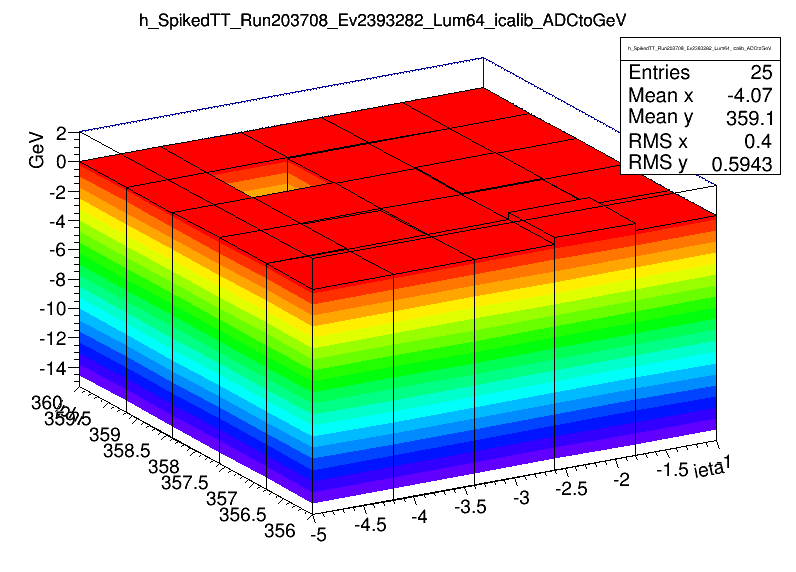 h_SpikedTT_Run203708_Ev2393282_Lum64_icalib_ADCtoGeV
h_SpikedTT_Run203708_Ev2393282_Lum64_icalib_ADCtoGeV
Entries 25
Mean x -4.07
Mean y 359.1
RMS x 0.4
RMS y 0.5943
GeV
2
0
-2
-4
-6
-8
-10
-12
-14
360
359.5
359
358.5
358
357.5
357
356.5
356
-5
-4.5
-4
-3.5
-3
-2.5
-2
-1.5
ieta